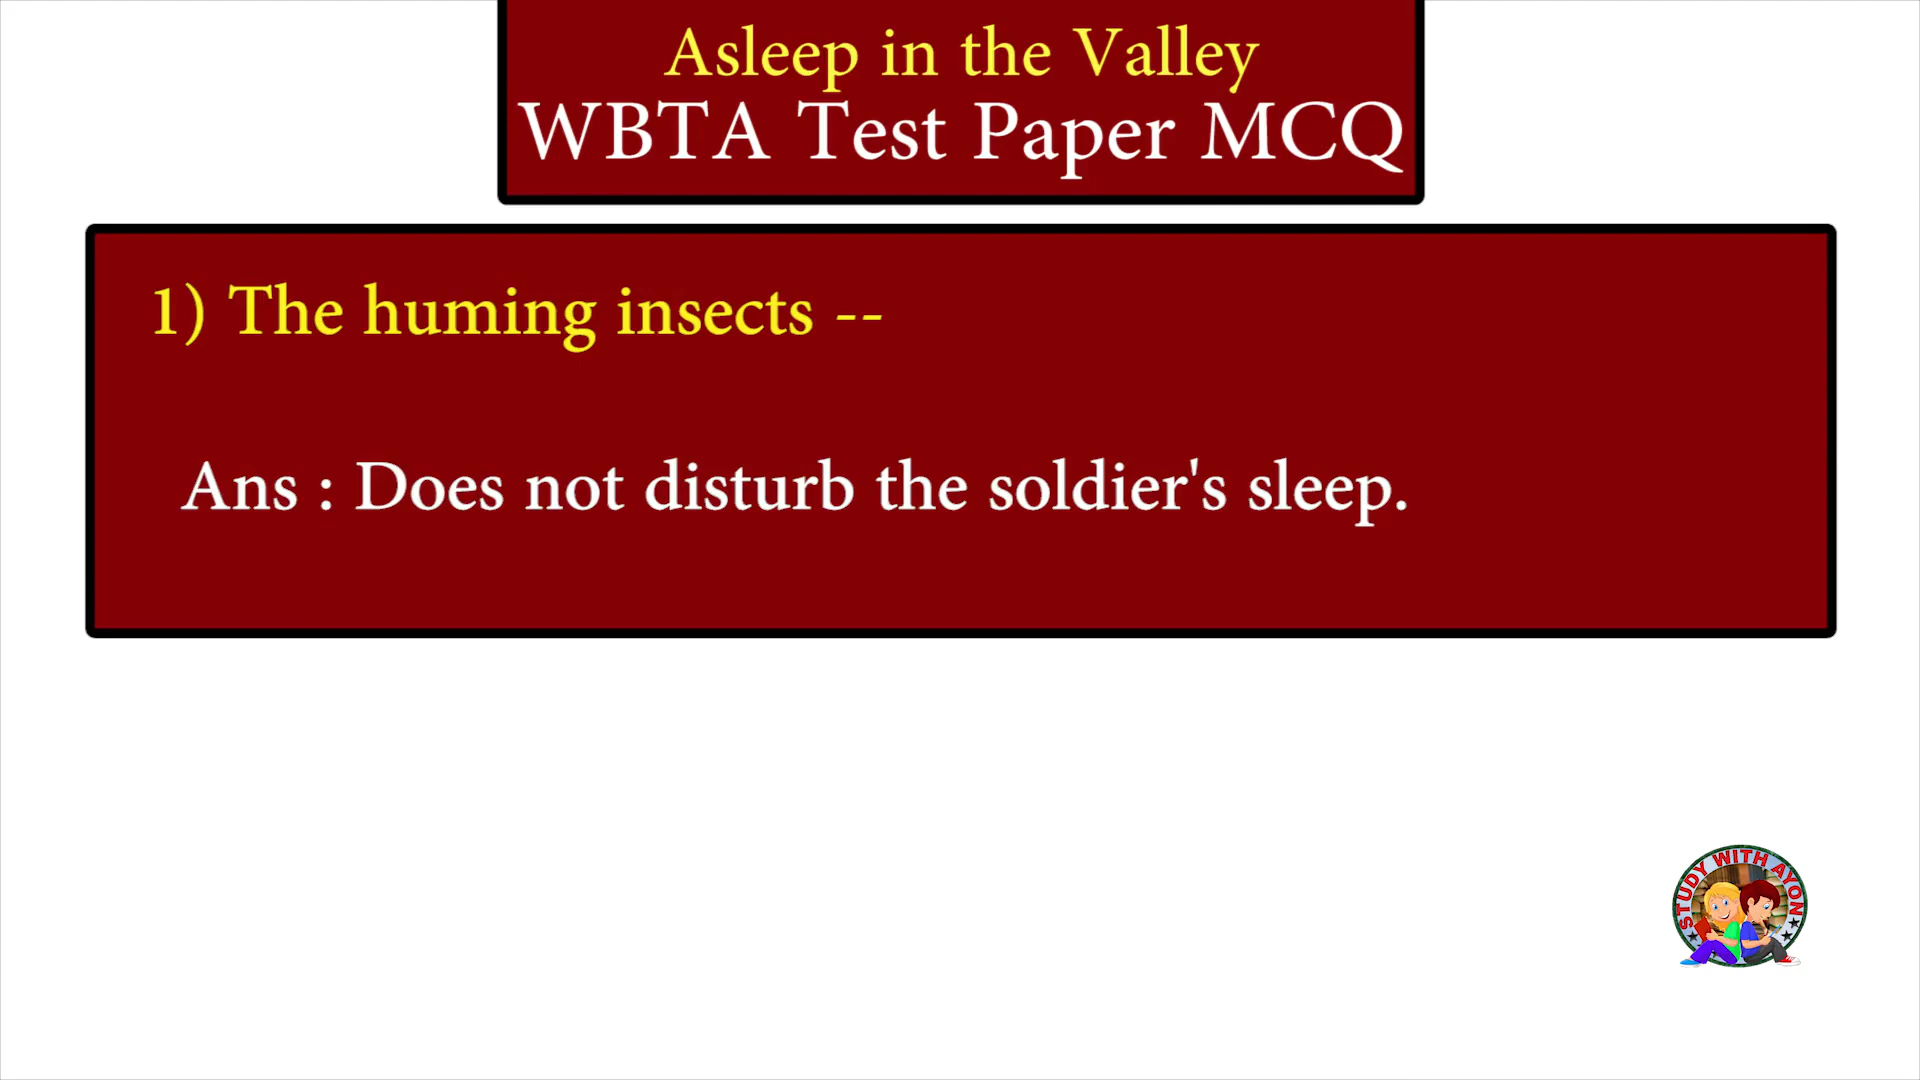 Asleep in the Valley
WBTA Test Paper MCQ
1) The huming insects --
Ans : Does not disturb the soldier's sleep.
STUDY WITH AYON